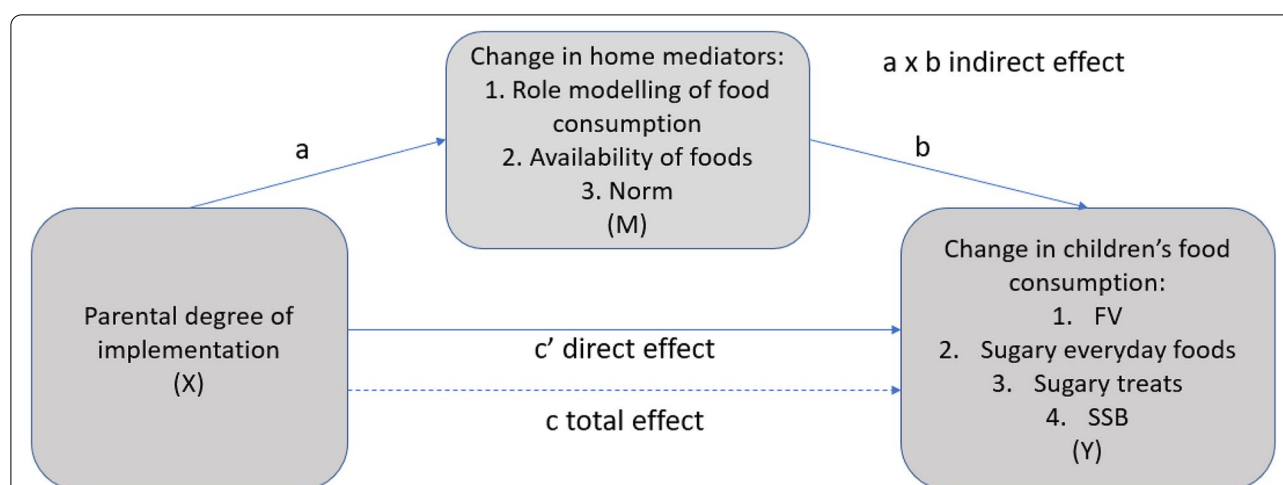 Change in home mediators:
1. Role modelling of food
consumption
2. Availability of foods
3. Norm
(M)
a x b indirect effect
a
b
Parental degree of
implementation
(X)
c’ direct effect
c total effect
Change in children’s food
consumption:
1. FV
2. Sugary everyday foods
3. Sugary treats
4. SSB
(Y)